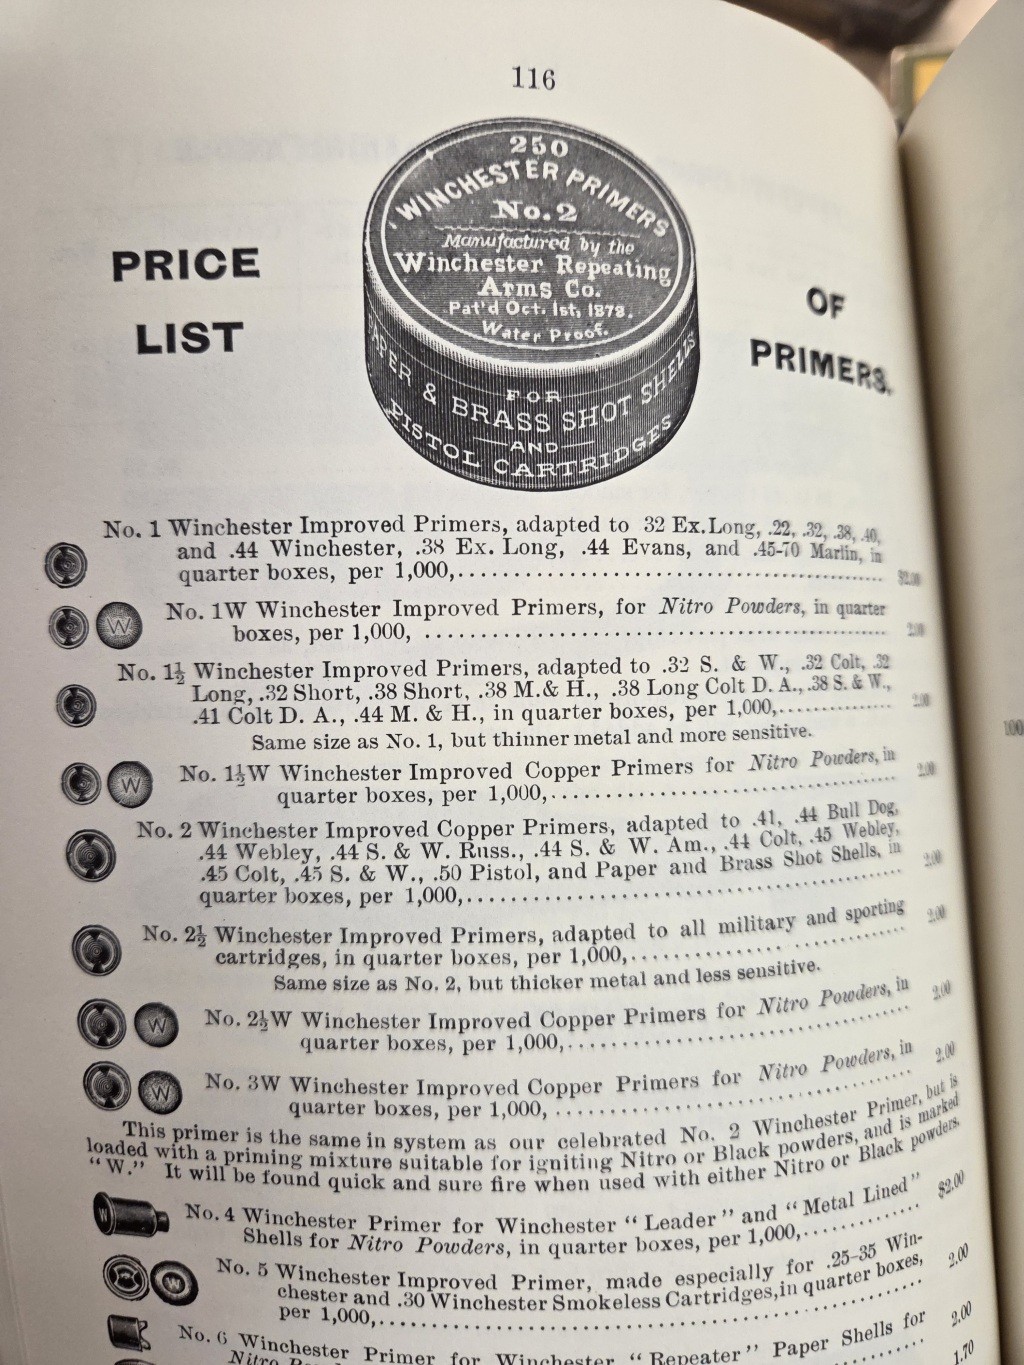 116
PRICE
LIST
250
WINCHESTER PRIMERS
No. 2
Manufactured by the
Winchester Repeating
Arms Co.
Pat'd Oct. 1st, 1878.
Water Proof.
PAPER & BRASS SHOT SHELLS
FOR
AND
PISTOL CARTRIDGES
OF
PRIMERS.
No. 1 Winchester Improved Primers, adapted to 32 Ex. Long, .22, .32, .38, .40,
and .44 Winchester, .38 Ex. Long, .44 Evans, and .45-70 Marlin, in
quarter boxes, per 1,000, $2.00
No. 1W Winchester Improved Primers, for Nitro Powders, in quarter
boxes, per 1,000, 2.00
No. 1½ Winchester Improved Primers, adapted to .32 S. & W., .32 Colt, .32
Long, .32 Short, .38 Short, .38 M. & H., .38 Long Colt D. A., .38 S. & W.,
.41 Colt D. A., .44 M. & H., in quarter boxes, per 1,000, 2.00
Same size as No. 1, but thinner metal and more sensitive.
No. 1½W Winchester Improved Copper Primers for Nitro Powders, in
quarter boxes, per 1,000, 2.00
No. 2 Winchester Improved Copper Primers, adapted to .41, .44 Bull Dog,
.44 Webley, .44 S. & W. Russ., .44 S. & W. Am., .44 Colt, .45 Webley,
.45 Colt, .45 S. & W., .50 Pistol, and Paper and Brass Shot Shells, in
quarter boxes, per 1,000, 2.00
No. 2½ Winchester Improved Primers, adapted to all military and sporting
cartridges, in quarter boxes, per 1,000, 2.00
Same size as No. 2, but thicker metal and less sensitive.
No. 2½W Winchester Improved Copper Primers for Nitro Powders, in
quarter boxes, per 1,000, 2.00
No. 3W Winchester Improved Copper Primers for Nitro Powders, in
quarter boxes, per 1,000, 2.00
This primer is the same in system as our celebrated No. 2 Winchester Primer, but is
loaded with a priming mixture suitable for igniting Nitro or Black powders, and is marked
"W." It will be found quick and sure fire when used with either Nitro or Black powders.
No. 4 Winchester Primer for Winchester "Leader" and "Metal Lined"
Shells for Nitro Powders, in quarter boxes, per 1,000, $2.00
No. 5 Winchester Improved Primer, made especially for .25-35 Win-
chester and .30 Winchester Smokeless Cartridges, in quarter boxes,
per 1,000, 2.00
No. 6 Winchester Primer for Winchester "Repeater" Paper Shells for
Nitro 2.00
1.70
W
W
W
W
W
W
100